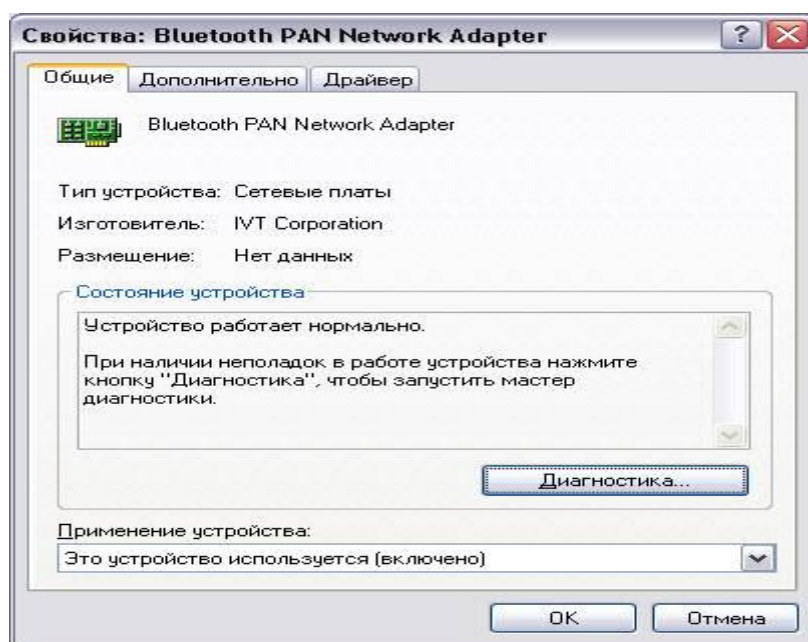 Свойства: Bluetooth PAN Network Adapter
Общие Дополнительно Драйвер
Bluetooth PAN Network Adapter
Тип устройства: Сетевые платы
Изготовитель: IVT Corporation
Размещение: Нет данных
Состояние устройства
Устройство работает нормально.
При наличии неполадок в работе устройства нажмите
кнопку "Диагностика", чтобы запустить мастер
диагностики.
Диагностика...
Применение устройства:
Это устройство используется (включено)
OK Отмена